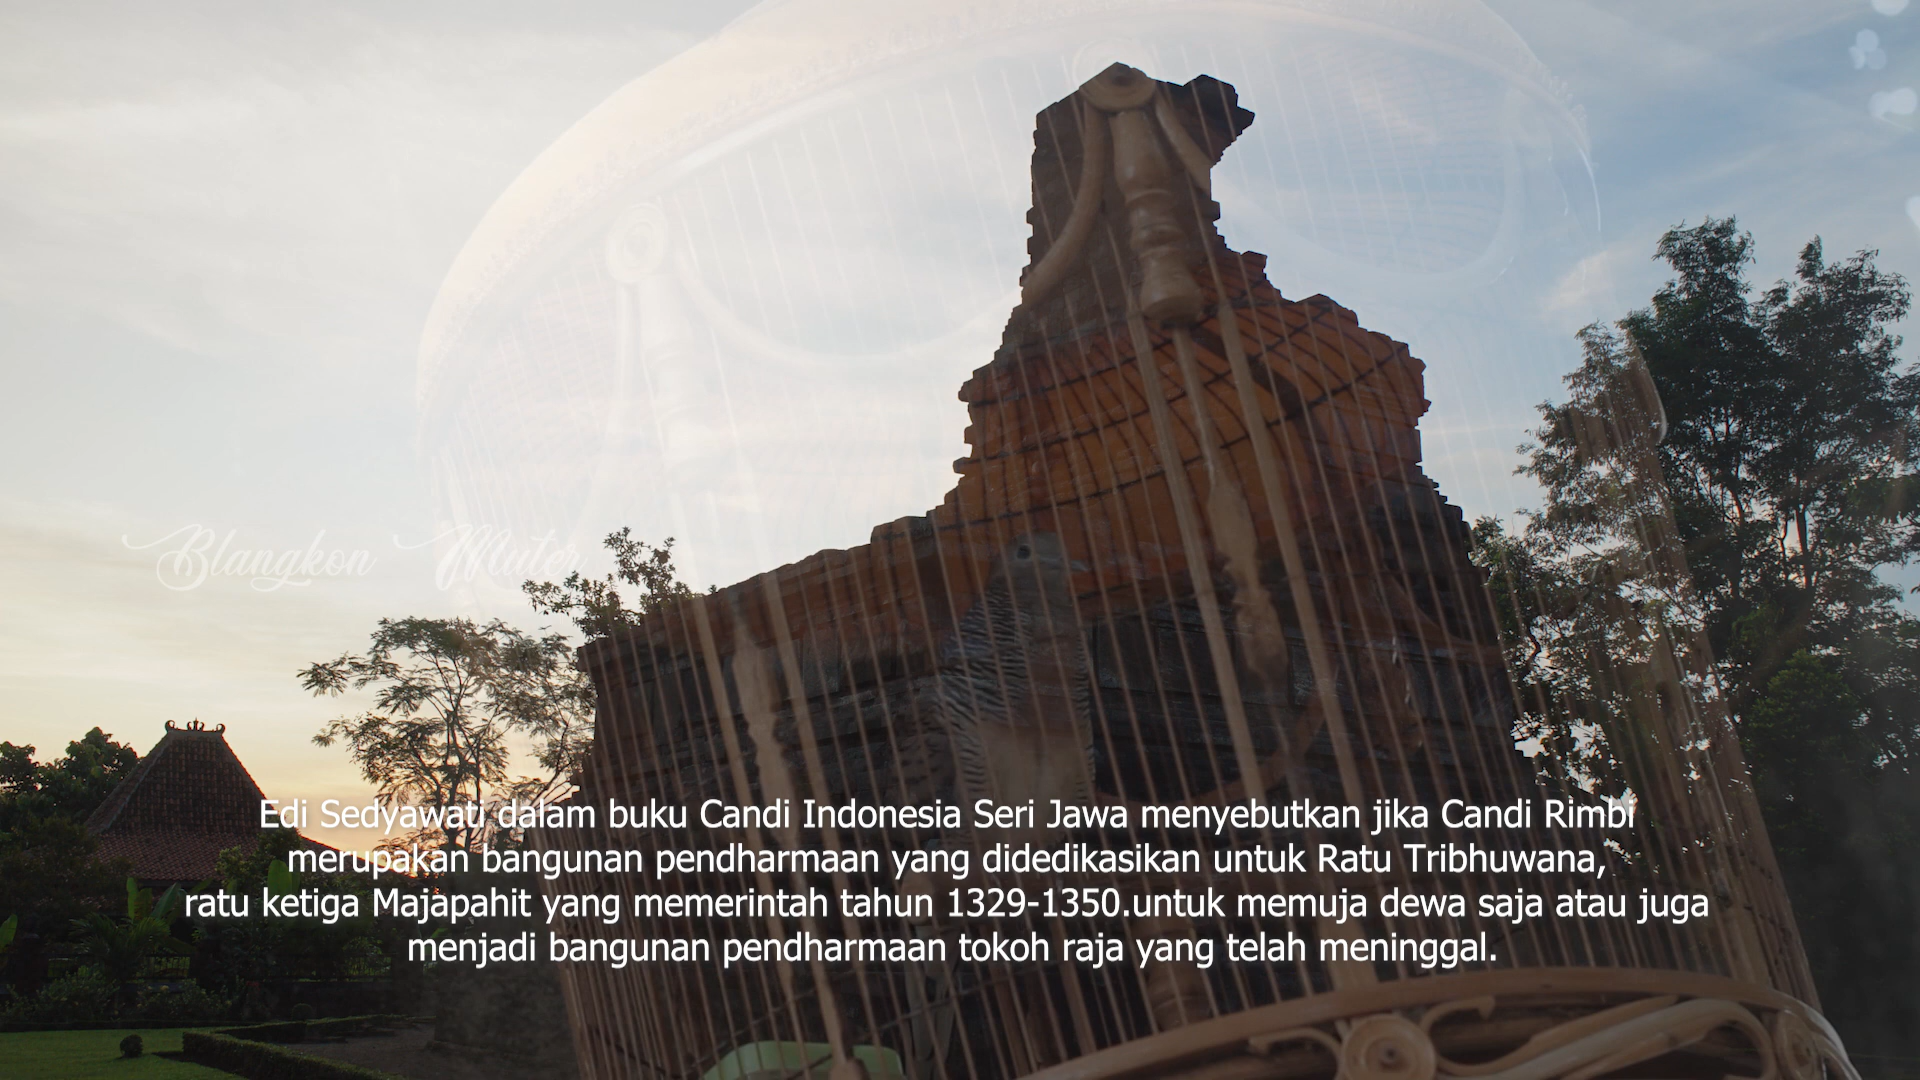 Blangkon Muter
Edi Sedyawati dalam buku Candi Indonesia Seri Jawa menyebutkan jika Candi Rimbi
merupakan bangunan pendharmaan yang didedikasikan untuk Ratu Tribhuwana,
ratu ketiga Majapahit yang memerintah tahun 1329-1350.untuk memuja dewa saja atau juga
menjadi bangunan pendharmaan tokoh raja yang telah meninggal.